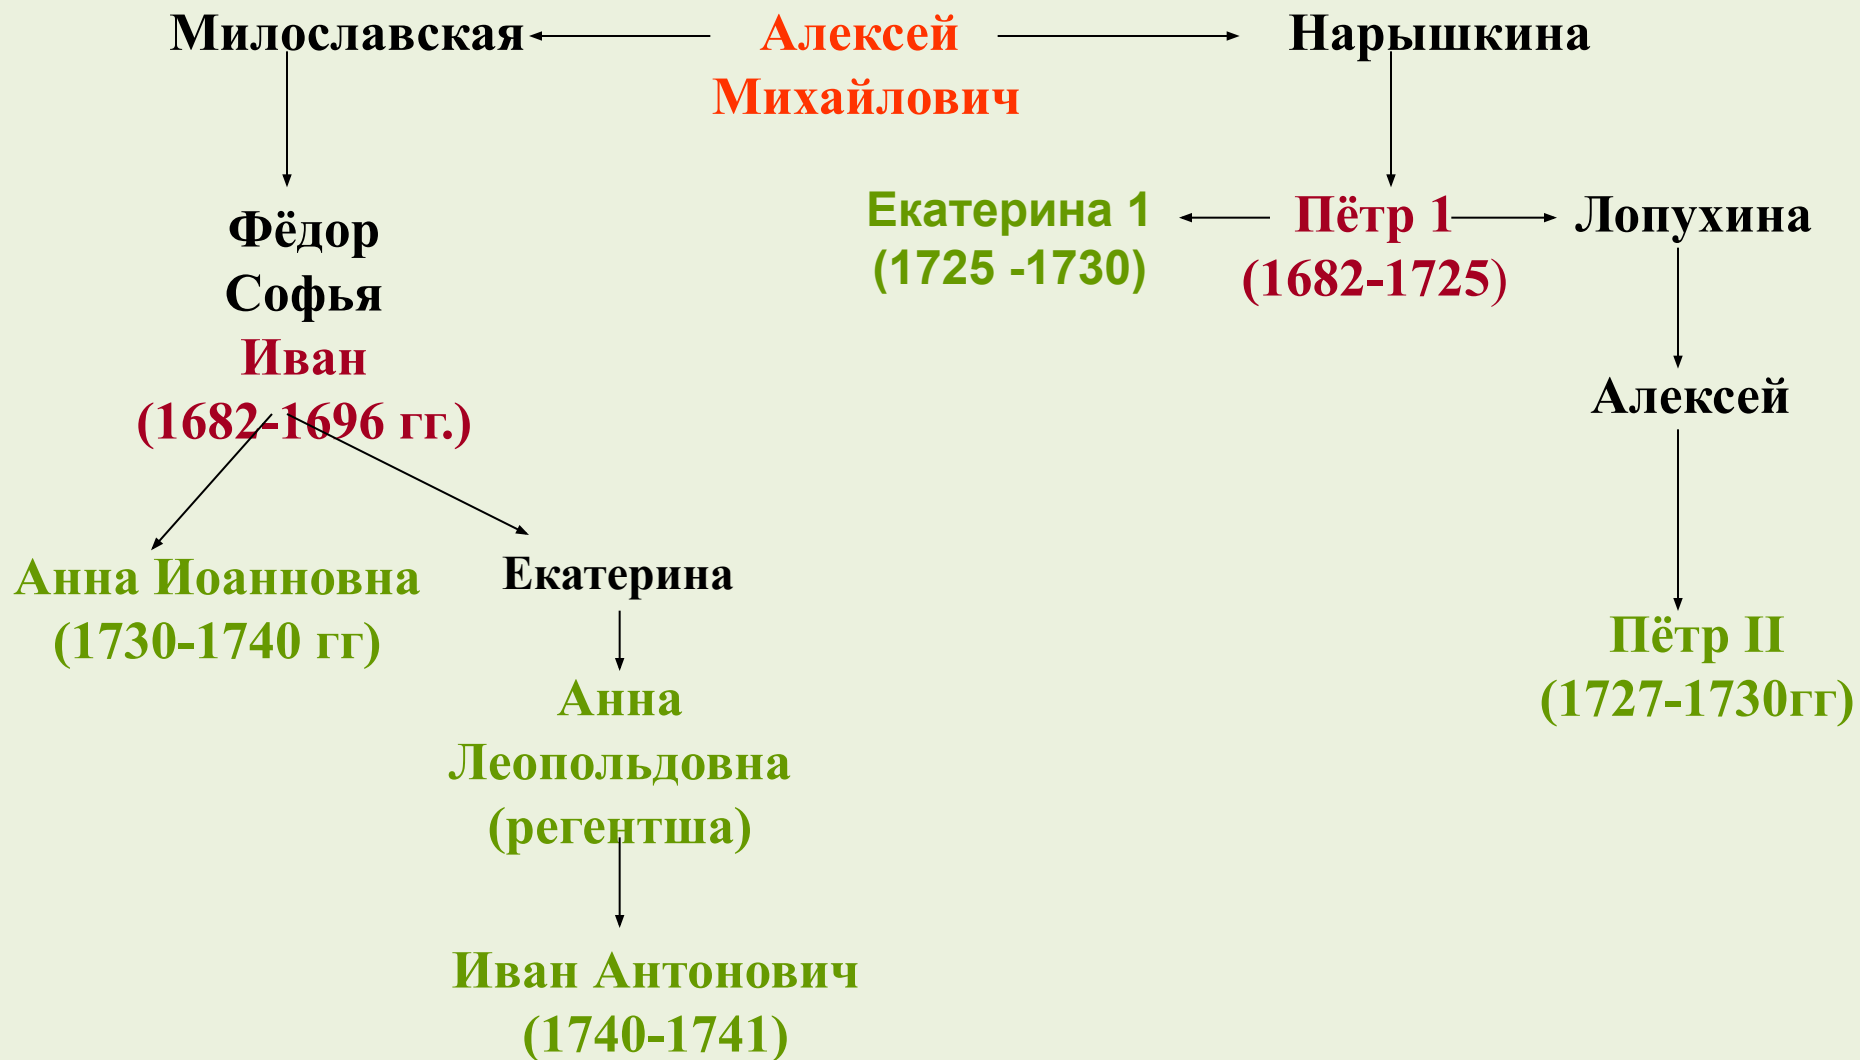 Милославская
Алексей
Михайлович
Нарышкина
Фёдор
Софья
Иван
(1682-1696 гг.)
Екатерина 1
(1725 -1730)
Пётр 1
(1682-1725)
Лопухина
Алексей
Анна Иоанновна
(1730-1740 гг)
Екатерина
Анна
Леопольдовна
(регентша)
Иван Антонович
(1740-1741)
Пётр II
(1727-1730гг)